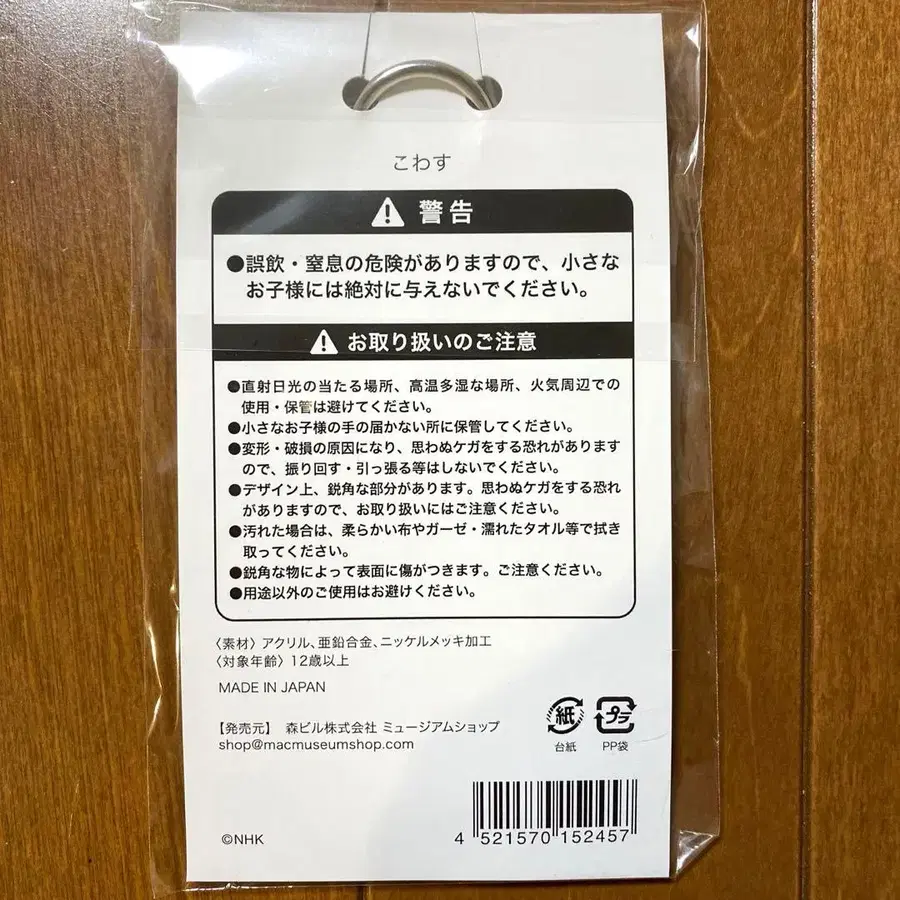 こわす
警告
●誤飲・窒息の危険がありますので、小さな
お子様には絶対に与えないでください。
お取り扱いのご注意
●直射日光の当たる場所、高温多湿な場所、火気周辺での
使用・保管は避けてください。
●小さなお子様の手の届かない所に保管してください。
●変形・破損の原因になり、思わぬケガをする恐れがあります
ので、振り回す・引っ張る等はしないでください。
●デザイン上、鋭角な部分があります。思わぬケガをする恐れ
がありますので、お取り扱いにはご注意ください。
●汚れた場合は、柔らかい布やガーゼ・濡れたタオル等で拭き
取ってください。
●鋭角な物によって表面に傷がつきます。ご注意ください。
●用途以外のご使用はお避けください。
〈素材〉アクリル、亜鉛合金、ニッケルメッキ加工
〈対象年齢〉12歳以上
MADE IN JAPAN
【発売元】 森ビル株式会社 ミュージアムショップ
shop@macmuseumshop.com
紙
台紙
プラ
PP袋
©NHK
4 521570 152457